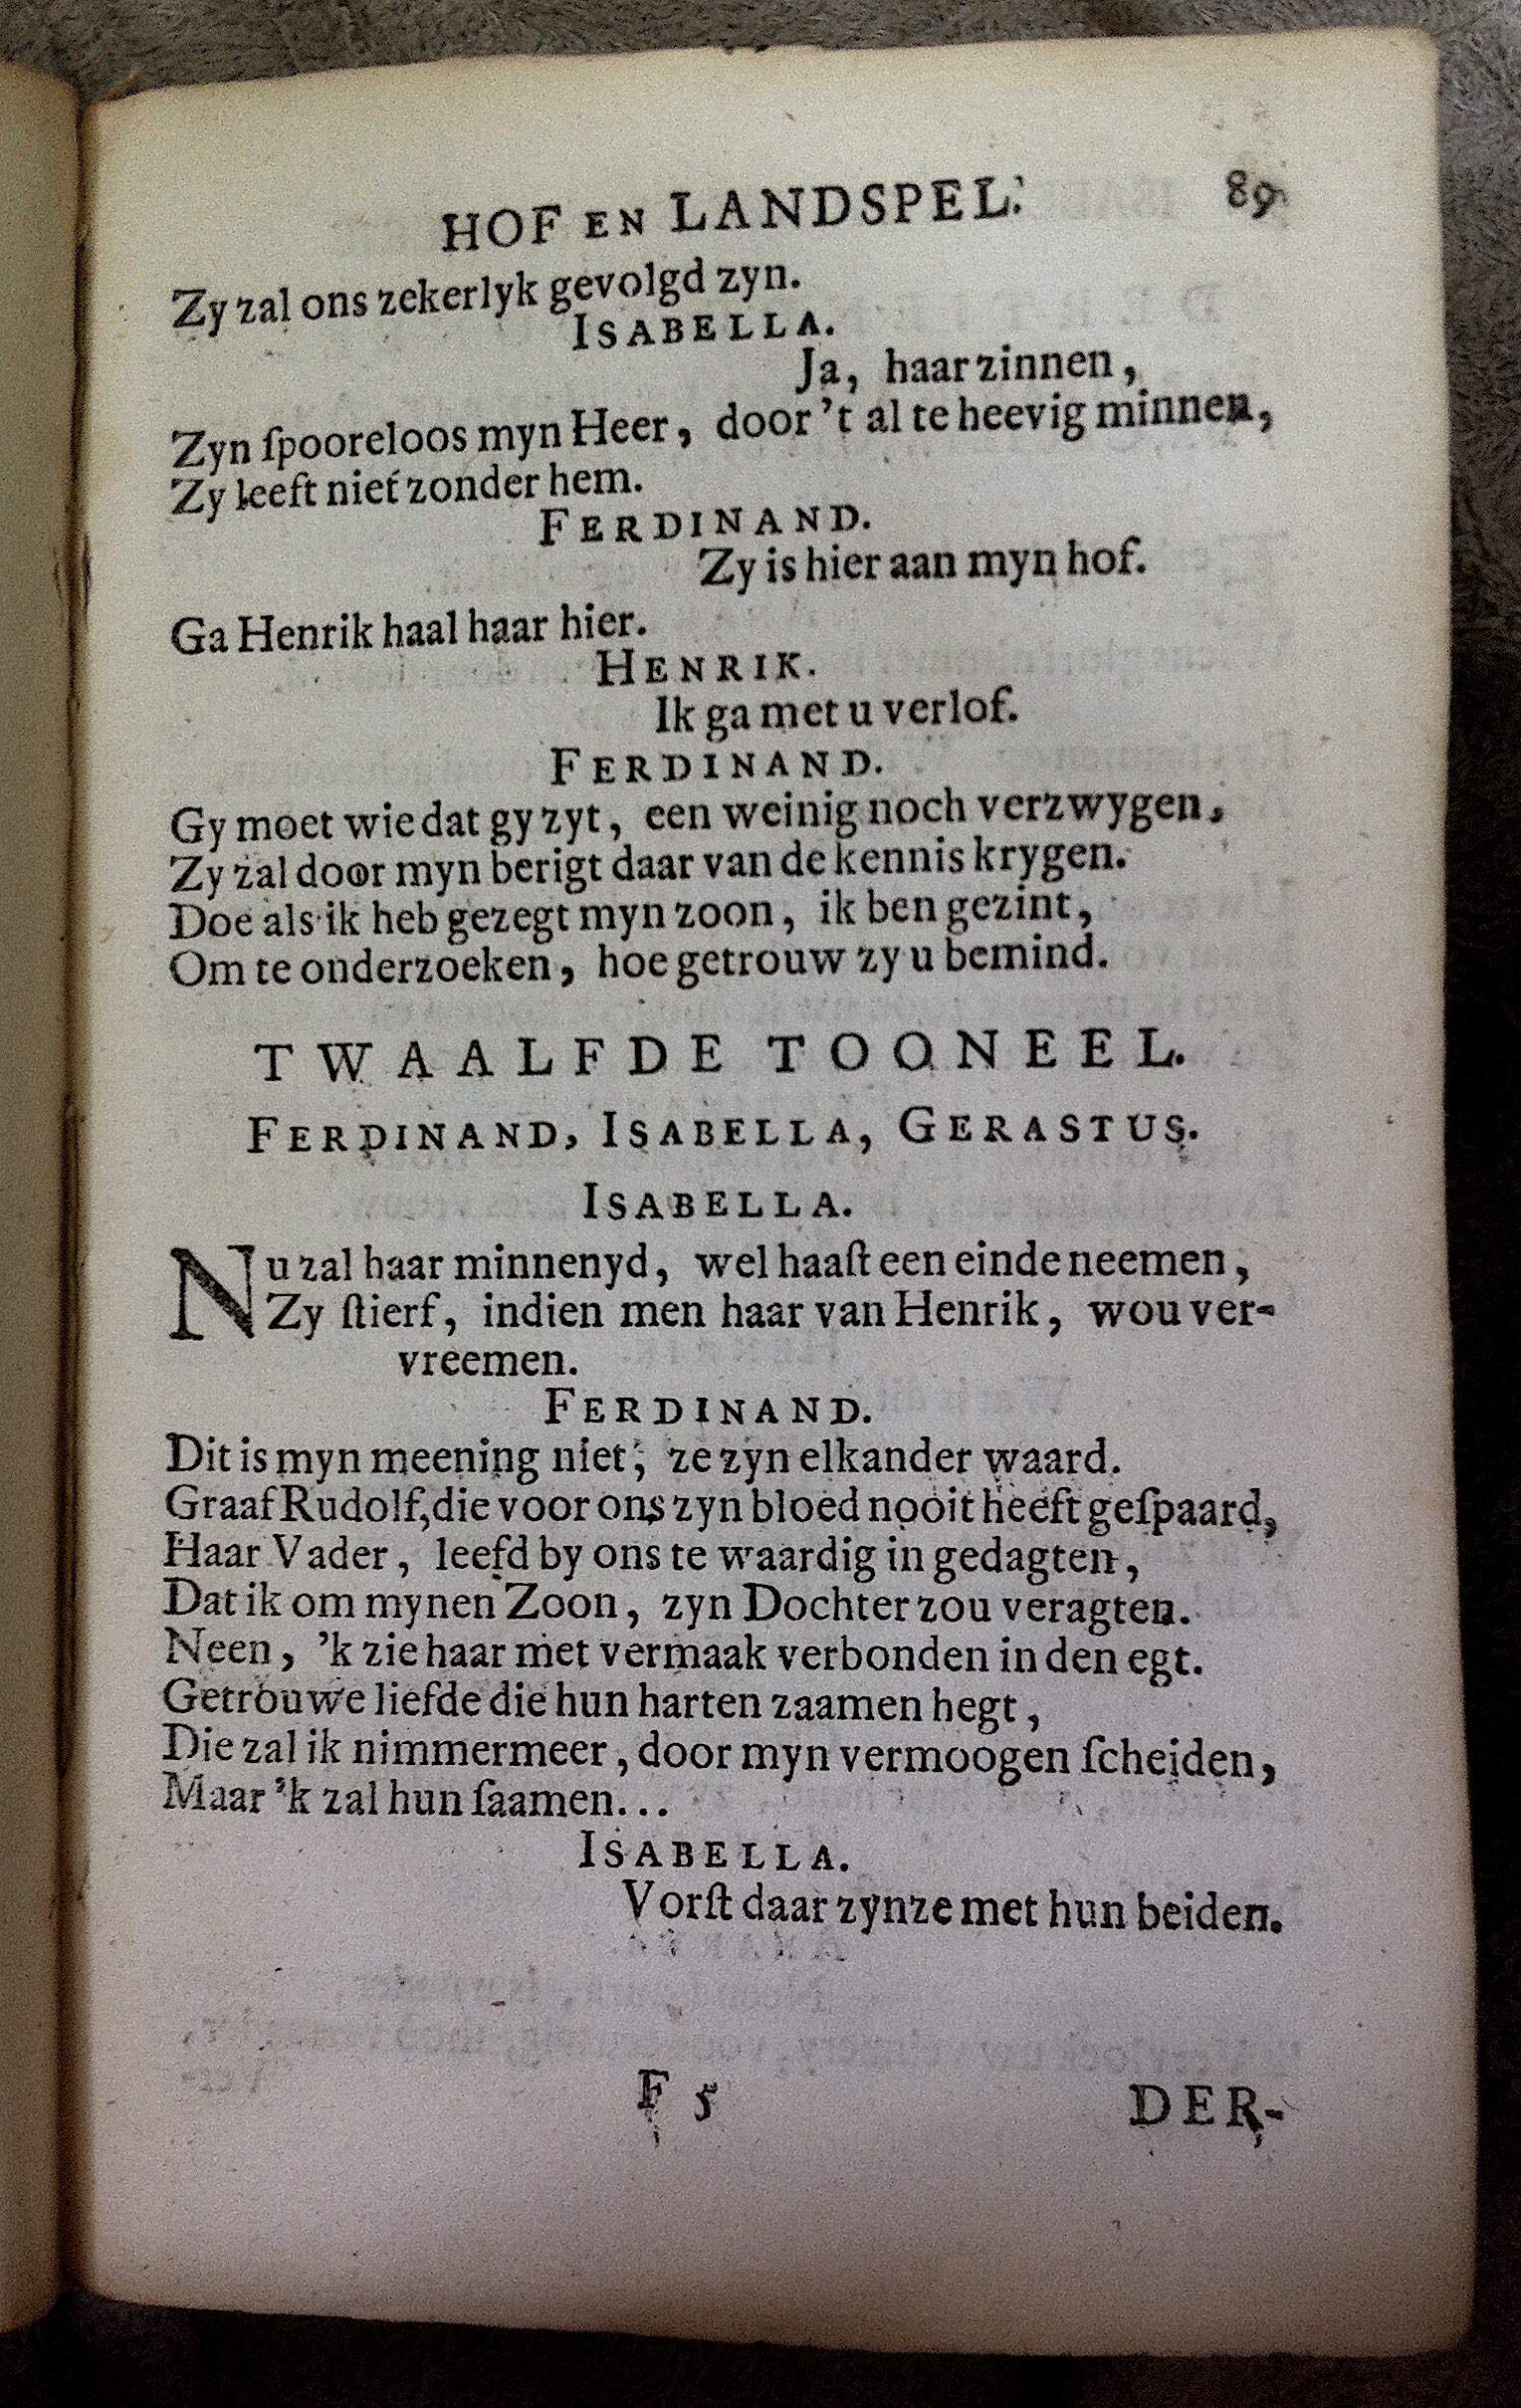 HOF EN LANDSPEL. 89
Zy zal ons zekerlyk gevolgd zyn.
ISABELLA.
Ja, haar zinnen,
Zyn ſpooreloos myn Heer, door 't al te heevig minnen,
Zy leeft niet zonder hem.
FERDINAND.
Zy is hier aan myn hof.
Ga Henrik haal haar hier.
HENRIK.
Ik ga met u verlof.
FERDINAND.
Gy moet wie dat gy zyt, een weinig noch verzwygen,
Zy zal door myn berigt daar van de kennis krygen.
Doe als ik heb gezegt myn zoon, ik ben gezint,
Om te onderzoeken, hoe getrouw zy u bemind.
TWAALFDE TOONEEL.
FERDINAND, ISABELLA, GERASTUS.
ISABELLA.
Nu zal haar minnenyd, wel haaſt een einde neemen,
Zy ſtierf, indien men haar van Henrik, wou ver-
vreemen.
FERDINAND.
Dit is myn meening niet; ze zyn elkander waard.
Graaf Rudolf, die voor ons zyn bloed nooit heeft geſpaard,
Haar Vader, leefd by ons te waardig in gedagten,
Dat ik om mynen Zoon, zyn Dochter zou veragten.
Neen, 'k zie haar met vermaak verbonden in den egt.
Getrouwe liefde die hun harten zaamen hegt,
Die zal ik nimmermeer, door myn vermoogen ſcheiden,
Maar 'k zal hun ſaamen...
ISABELLA.
Vorſt daar zynze met hun beiden.
F 5 DER-